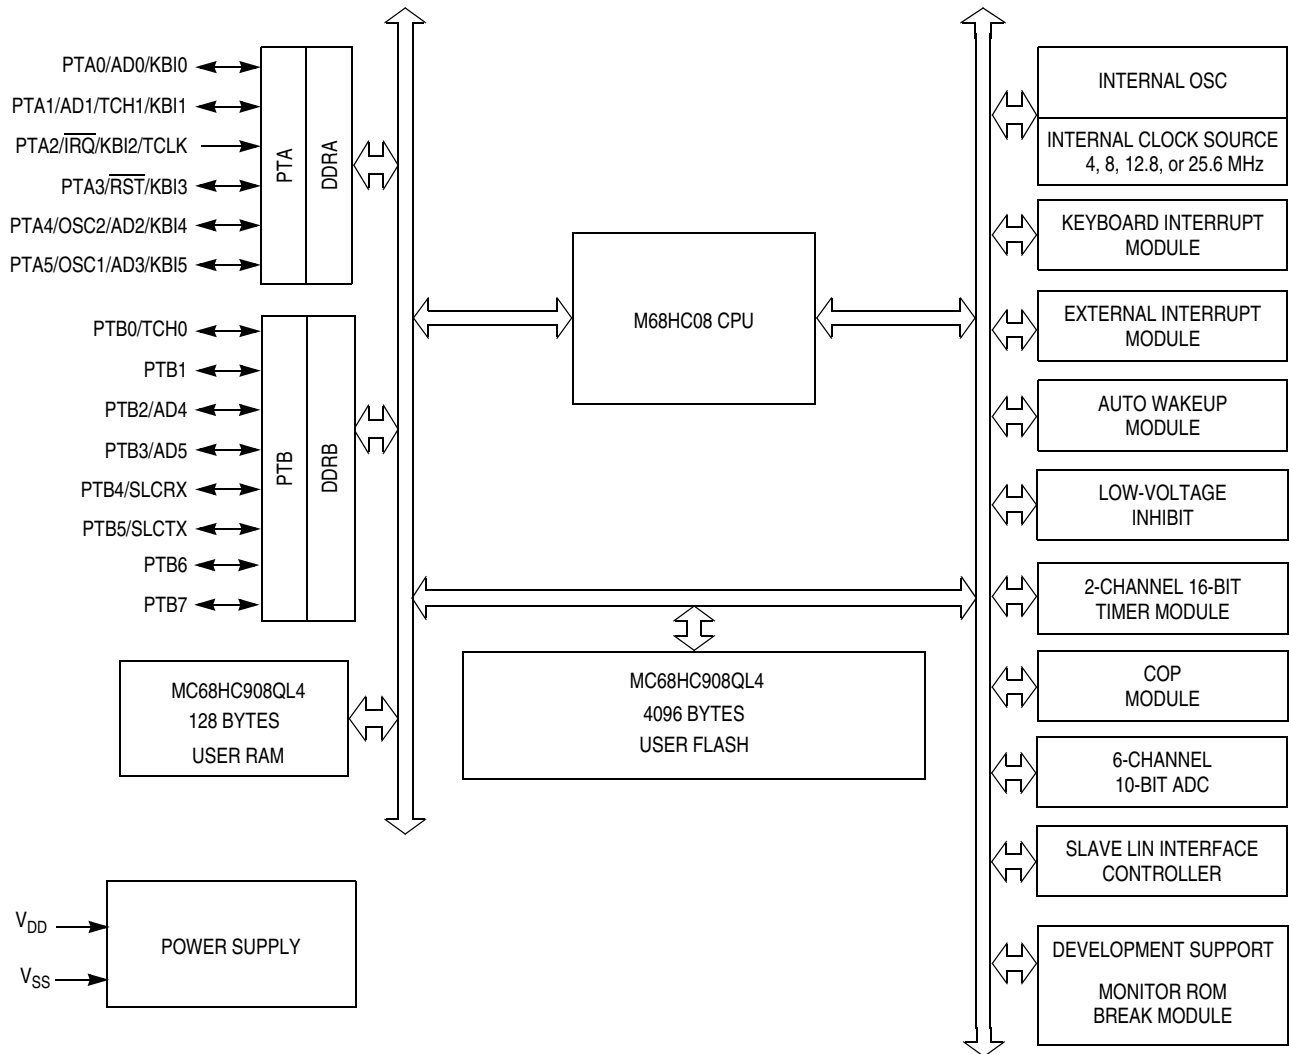 PTA0/AD0/KBI0
PTA1/AD1/TCH1/KBI1
PTA2/IRQ/KBI2/TCLK
PTA3/RST/KBI3
PTA4/OSC2/AD2/KBI4
PTA5/OSC1/AD3/KBI5
PTA
DDRA
PTB0/TCH0
PTB1
PTB2/AD4
PTB3/AD5
PTB4/SLCRX
PTB5/SLCTX
PTB6
PTB7
PTB
DDRB
MC68HC908QL4
128 BYTES
USER RAM
VDD
VSS
POWER SUPPLY
M68HC08 CPU
MC68HC908QL4
4096 BYTES
USER FLASH
INTERNAL OSC
INTERNAL CLOCK SOURCE
4, 8, 12.8, or 25.6 MHz
KEYBOARD INTERRUPT
MODULE
EXTERNAL INTERRUPT
MODULE
AUTO WAKEUP
MODULE
LOW-VOLTAGE
INHIBIT
2-CHANNEL 16-BIT
TIMER MODULE
COP
MODULE
6-CHANNEL
10-BIT ADC
SLAVE LIN INTERFACE
CONTROLLER
DEVELOPMENT SUPPORT
MONITOR ROM
BREAK MODULE